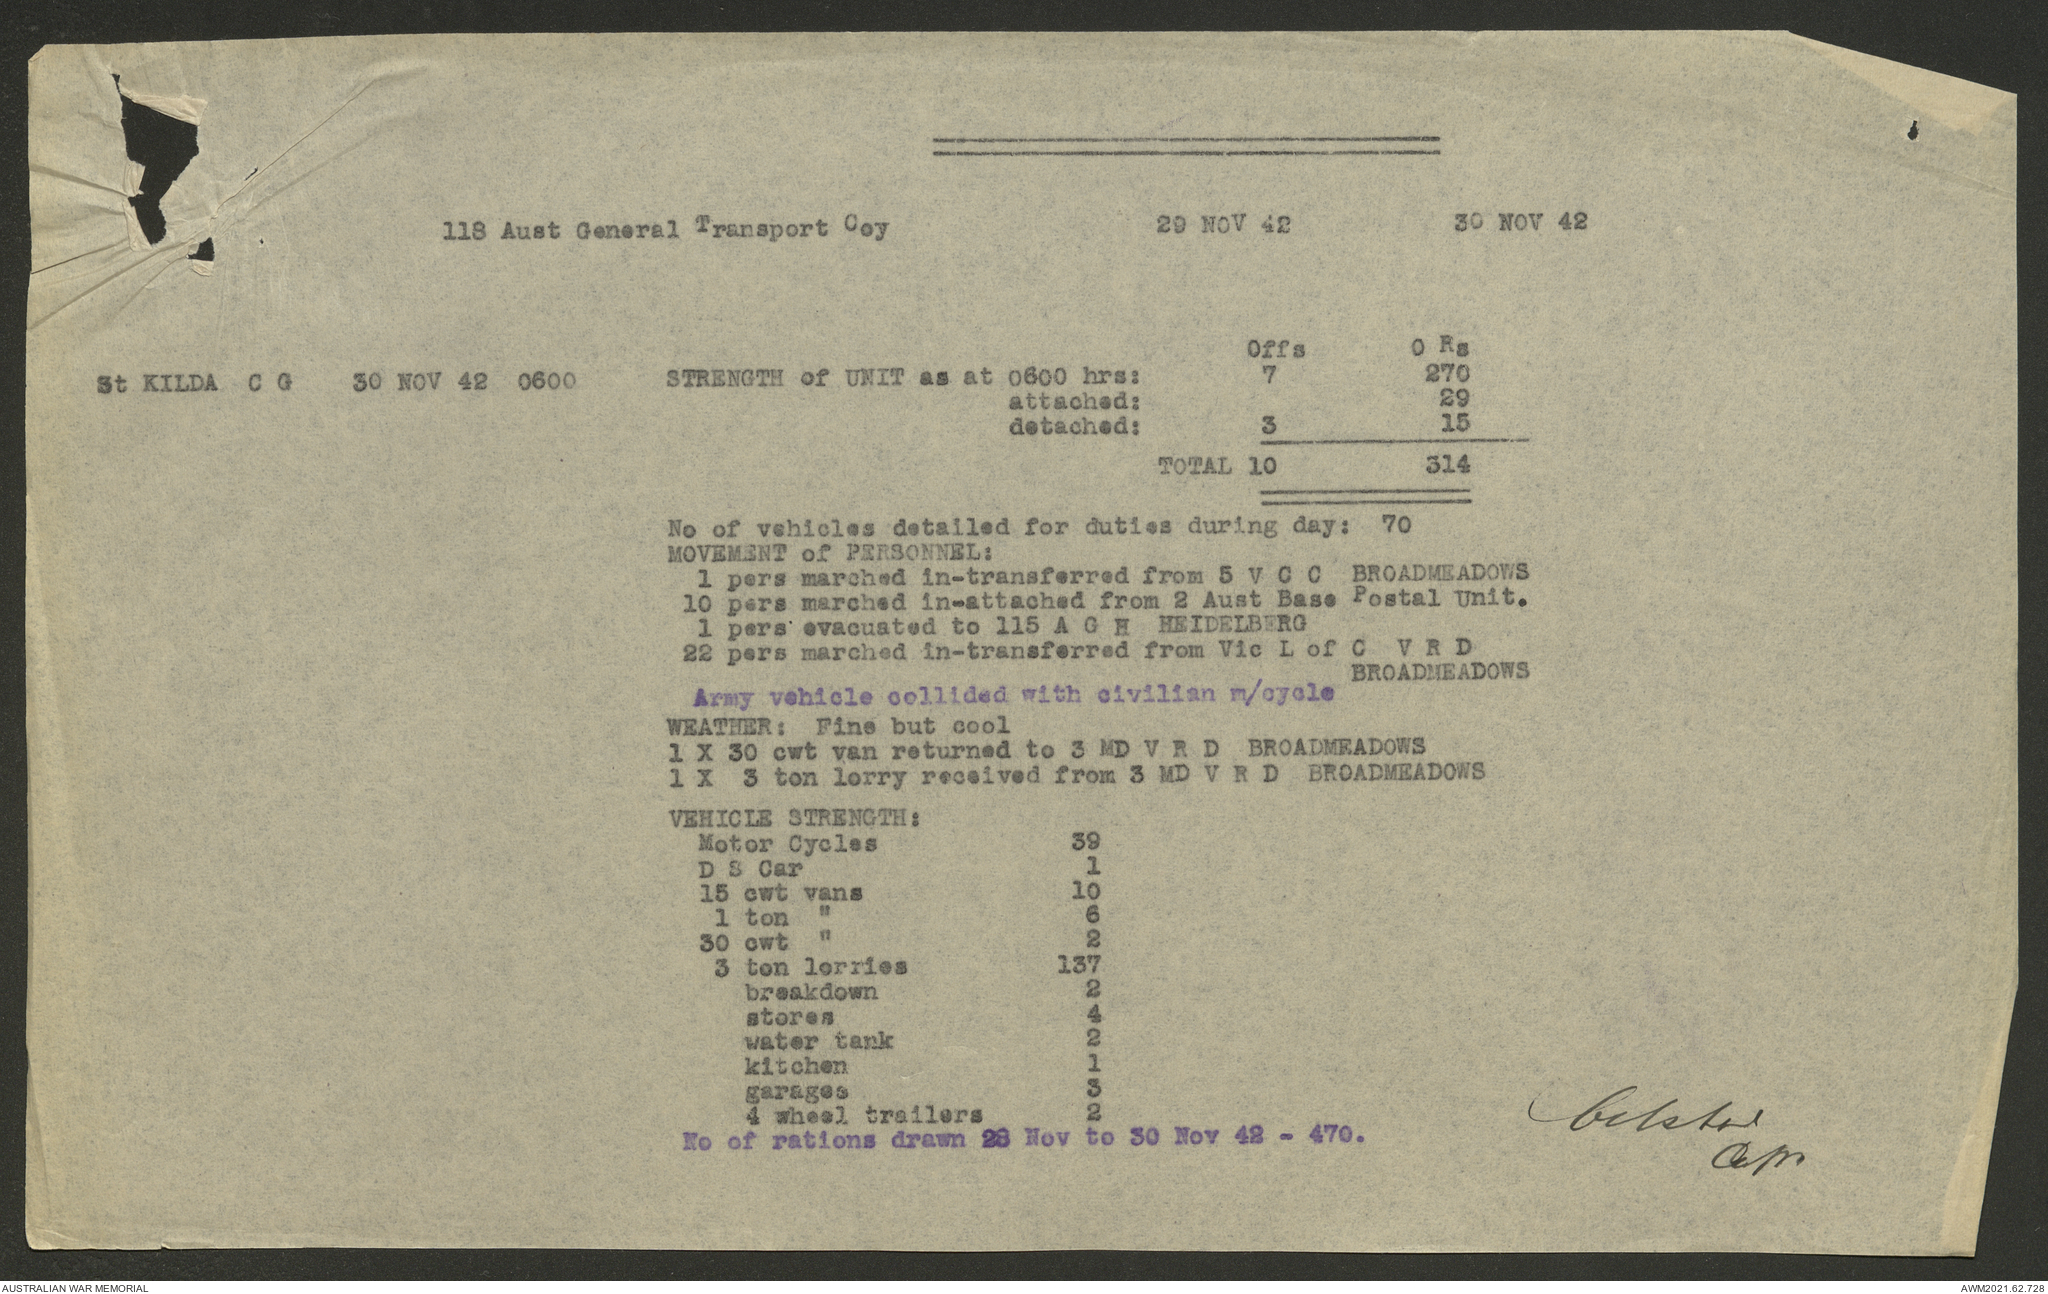 118 Aust General Transport Coy 29 NOV 42 30 NOV 42
Offs O Rs
St KILDA C G 30 NOV 42 0600 STRENGTH of UNIT as at 0600 hrs: 7 270
attached: 29
detached: 3 15
TOTAL 10 314
No of vehicles detailed for duties during day: 70
MOVEMENT of PERSONNEL:
1 pers marched in-transferred from 5 V C C BROADMEADOWS
10 pers marched in-attached from 2 Aust Base Postal Unit.
1 pers evacuated to 115 A G H HEIDELBERG
22 pers marched in-transferred from Vic L of C V R D
BROADMEADOWS
Army vehicle collided with civilian m/cycle
WEATHER: Fine but cool
1 X 30 cwt van returned to 3 MD V R D BROADMEADOWS
1 X 3 ton lorry received from 3 MD V R D BROADMEADOWS
VEHICLE STRENGTH:
Motor Cycles 39
D S Car 1
15 cwt vans 10
1 ton " 6
30 cwt " 2
3 ton lorries 137
breakdown 2
stores 4
water tank 2
kitchen 1
garages 3
4 wheel trailers 2
No of rations drawn 28 Nov to 30 Nov 42 - 470.
Capt
AUSTRALIAN WAR MEMORIAL AWM2021.62.728